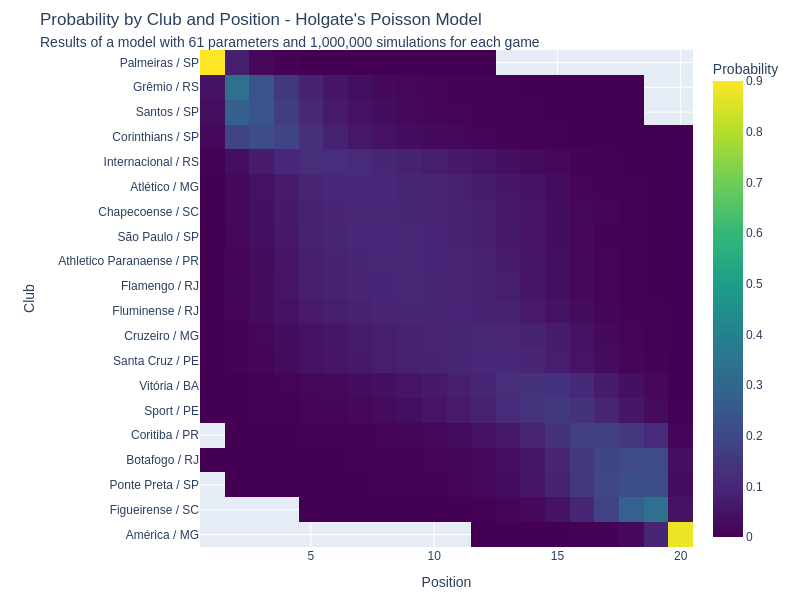 Probability by Club and Position - Holgate's Poisson Model
Results of a model with 61 parameters and 1,000,000 simulations for each game
Palmeiras / SP
Grêmio / RS
Santos / SP
Corinthians / SP
Internacional / RS
Atlético / MG
Chapecoense / SC
São Paulo / SP
Athletico Paranaense / PR
Flamengo / RJ
Fluminense / RJ
Cruzeiro / MG
Santa Cruz / PE
Vitória / BA
Sport / PE
Coritiba / PR
Botafogo / RJ
Ponte Preta / SP
Figueirense / SC
América / MG
Club
5
10
15
20
Position
Probability
0.9
0.8
0.7
0.6
0.5
0.4
0.3
0.2
0.1
0